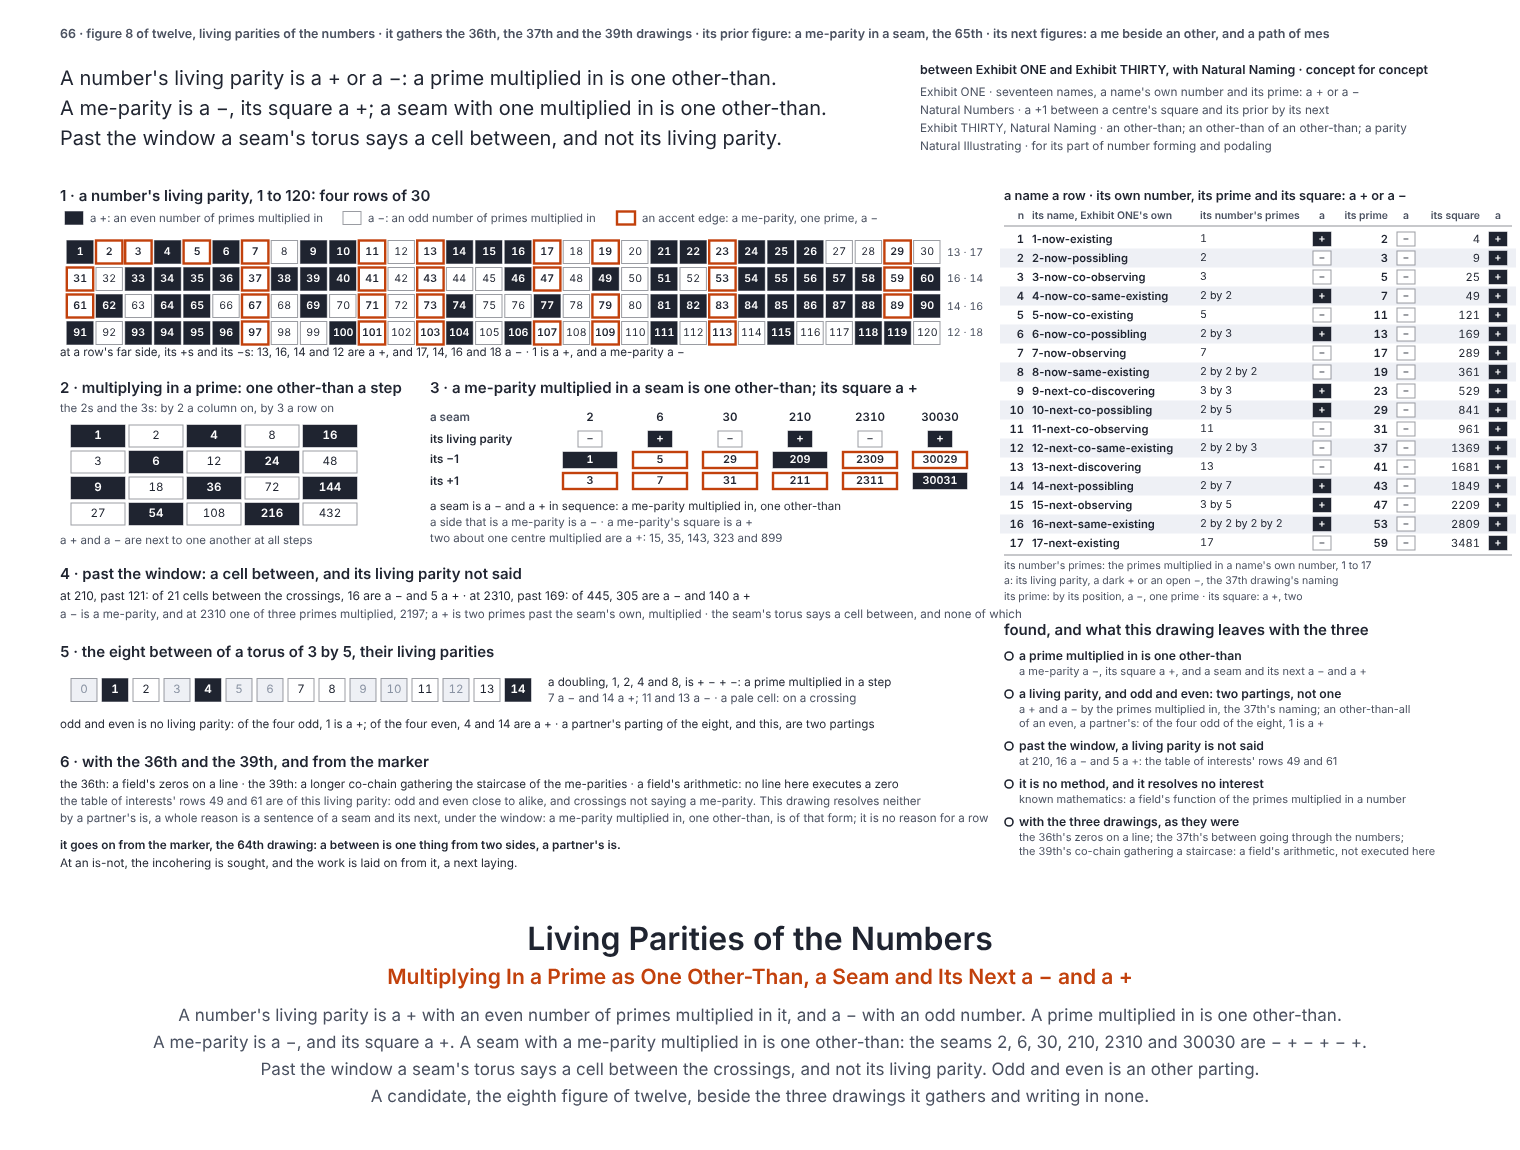 66 · figure 8 of twelve, living parities of the numbers · it gathers the 36th, the 37th and the 39th drawings · its prior figure: a me-parity in a seam, the 65th · its next figures: a me beside an other, and a path of mes
A number's living parity is a + or a −: a prime multiplied in is one other-than.
A me-parity is a −, its square a +; a seam with one multiplied in is one other-than.
Past the window a seam's torus says a cell between, and not its living parity.
between Exhibit ONE and Exhibit THIRTY, with Natural Naming · concept for concept
Exhibit ONE · seventeen names, a name's own number and its prime: a + or a −
Natural Numbers · a +1 between a centre's square and its prior by its next
Exhibit THIRTY, Natural Naming · an other-than; an other-than of an other-than; a parity
Natural Illustrating · for its part of number forming and podaling
1 · a number's living parity, 1 to 120: four rows of 30
a +: an even number of primes multiplied in a −: an odd number of primes multiplied in an accent edge: a me-parity, one prime, a −
1 2 3 4 5 6 7 8 9 10 11 12 13 14 15 16 17 18 19 20 21 22 23 24 25 26 27 28 29 30 13 · 17
31 32 33 34 35 36 37 38 39 40 41 42 43 44 45 46 47 48 49 50 51 52 53 54 55 56 57 58 59 60 16 · 14
61 62 63 64 65 66 67 68 69 70 71 72 73 74 75 76 77 78 79 80 81 82 83 84 85 86 87 88 89 90 14 · 16
91 92 93 94 95 96 97 98 99 100 101 102 103 104 105 106 107 108 109 110 111 112 113 114 115 116 117 118 119 120 12 · 18
at a row's far side, its +s and its −s: 13, 16, 14 and 12 are a +, and 17, 14, 16 and 18 a − · 1 is a +, and a me-parity a −
2 · multiplying in a prime: one other-than a step
the 2s and the 3s: by 2 a column on, by 3 a row on
1 2 4 8 16
3 6 12 24 48
9 18 36 72 144
27 54 108 216 432
a + and a − are next to one another at all steps
3 · a me-parity multiplied in a seam is one other-than; its square a +
a seam 2 6 30 210 2310 30030
its living parity − + − + − +
its −1 1 5 29 209 2309 30029
its +1 3 7 31 211 2311 30031
a seam is a − and a + in sequence: a me-parity multiplied in, one other-than
a side that is a me-parity is a − · a me-parity's square is a +
two about one centre multiplied are a +: 15, 35, 143, 323 and 899
4 · past the window: a cell between, and its living parity not said
at 210, past 121: of 21 cells between the crossings, 16 are a − and 5 a + · at 2310, past 169: of 445, 305 are a − and 140 a +
a − is a me-parity, and at 2310 one of three primes multiplied, 2197; a + is two primes past the seam's own, multiplied · the seam's torus says a cell between, and none of which
5 · the eight between of a torus of 3 by 5, their living parities
0 1 2 3 4 5 6 7 8 9 10 11 12 13 14
a doubling, 1, 2, 4 and 8, is + − + −: a prime multiplied in a step
7 a − and 14 a +; 11 and 13 a − · a pale cell: on a crossing
odd and even is no living parity: of the four odd, 1 is a +; of the four even, 4 and 14 are a + · a partner's parting of the eight, and this, are two partings
6 · with the 36th and the 39th, and from the marker
the 36th: a field's zeros on a line · the 39th: a longer co-chain gathering the staircase of the me-parities · a field's arithmetic: no line here executes a zero
the table of interests' rows 49 and 61 are of this living parity: odd and even close to alike, and crossings not saying a me-parity. This drawing resolves neither
by a partner's is, a whole reason is a sentence of a seam and its next, under the window: a me-parity multiplied in, one other-than, is of that form; it is no reason for a row
it goes on from the marker, the 64th drawing: a between is one thing from two sides, a partner's is.
At an is-not, the incohering is sought, and the work is laid on from it, a next laying.
a name a row · its own number, its prime and its square: a + or a −
n its name, Exhibit ONE's own its number's primes a its prime a its square a
1 1-now-existing 1 + 2 − 4 +
2 2-now-possibling 2 − 3 − 9 +
3 3-now-co-observing 3 − 5 − 25 +
4 4-now-co-same-existing 2 by 2 + 7 − 49 +
5 5-now-co-existing 5 − 11 − 121 +
6 6-now-co-possibling 2 by 3 + 13 − 169 +
7 7-now-observing 7 − 17 − 289 +
8 8-now-same-existing 2 by 2 by 2 − 19 − 361 +
9 9-next-co-discovering 3 by 3 + 23 − 529 +
10 10-next-co-possibling 2 by 5 + 29 − 841 +
11 11-next-co-observing 11 − 31 − 961 +
12 12-next-co-same-existing 2 by 2 by 3 − 37 − 1369 +
13 13-next-discovering 13 − 41 − 1681 +
14 14-next-possibling 2 by 7 + 43 − 1849 +
15 15-next-observing 3 by 5 + 47 − 2209 +
16 16-next-same-existing 2 by 2 by 2 by 2 + 53 − 2809 +
17 17-next-existing 17 − 59 − 3481 +
its number's primes: the primes multiplied in a name's own number, 1 to 17
a: its living parity, a dark + or an open −, the 37th drawing's naming
its prime: by its position, a −, one prime · its square: a +, two
found, and what this drawing leaves with the three
a prime multiplied in is one other-than
a me-parity a −, its square a +, and a seam and its next a − and a +
a living parity, and odd and even: two partings, not one
a + and a − by the primes multiplied in, the 37th's naming; an other-than-all
of an even, a partner's: of the four odd of the eight, 1 is a +
past the window, a living parity is not said
at 210, 16 a − and 5 a +: the table of interests' rows 49 and 61
it is no method, and it resolves no interest
known mathematics: a field's function of the primes multiplied in a number
with the three drawings, as they were
the 36th's zeros on a line; the 37th's between going through the numbers;
the 39th's co-chain gathering a staircase: a field's arithmetic, not executed here
Living Parities of the Numbers
Multiplying In a Prime as One Other-Than, a Seam and Its Next a − and a +
A number's living parity is a + with an even number of primes multiplied in it, and a − with an odd number. A prime multiplied in is one other-than.
A me-parity is a −, and its square a +. A seam with a me-parity multiplied in is one other-than: the seams 2, 6, 30, 210, 2310 and 30030 are − + − + − +.
Past the window a seam's torus says a cell between the crossings, and not its living parity. Odd and even is an other parting.
A candidate, the eighth figure of twelve, beside the three drawings it gathers and writing in none.